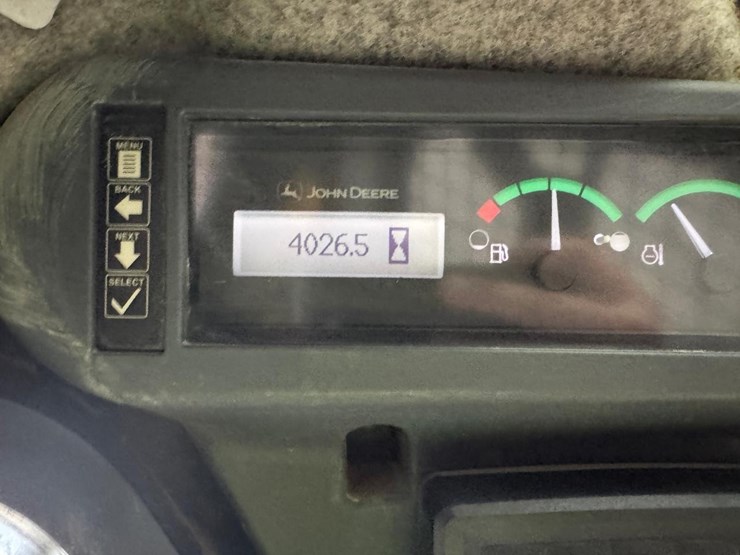 MENU
BACK
NEXT
SELECT
JOHN DEERE
4026.5